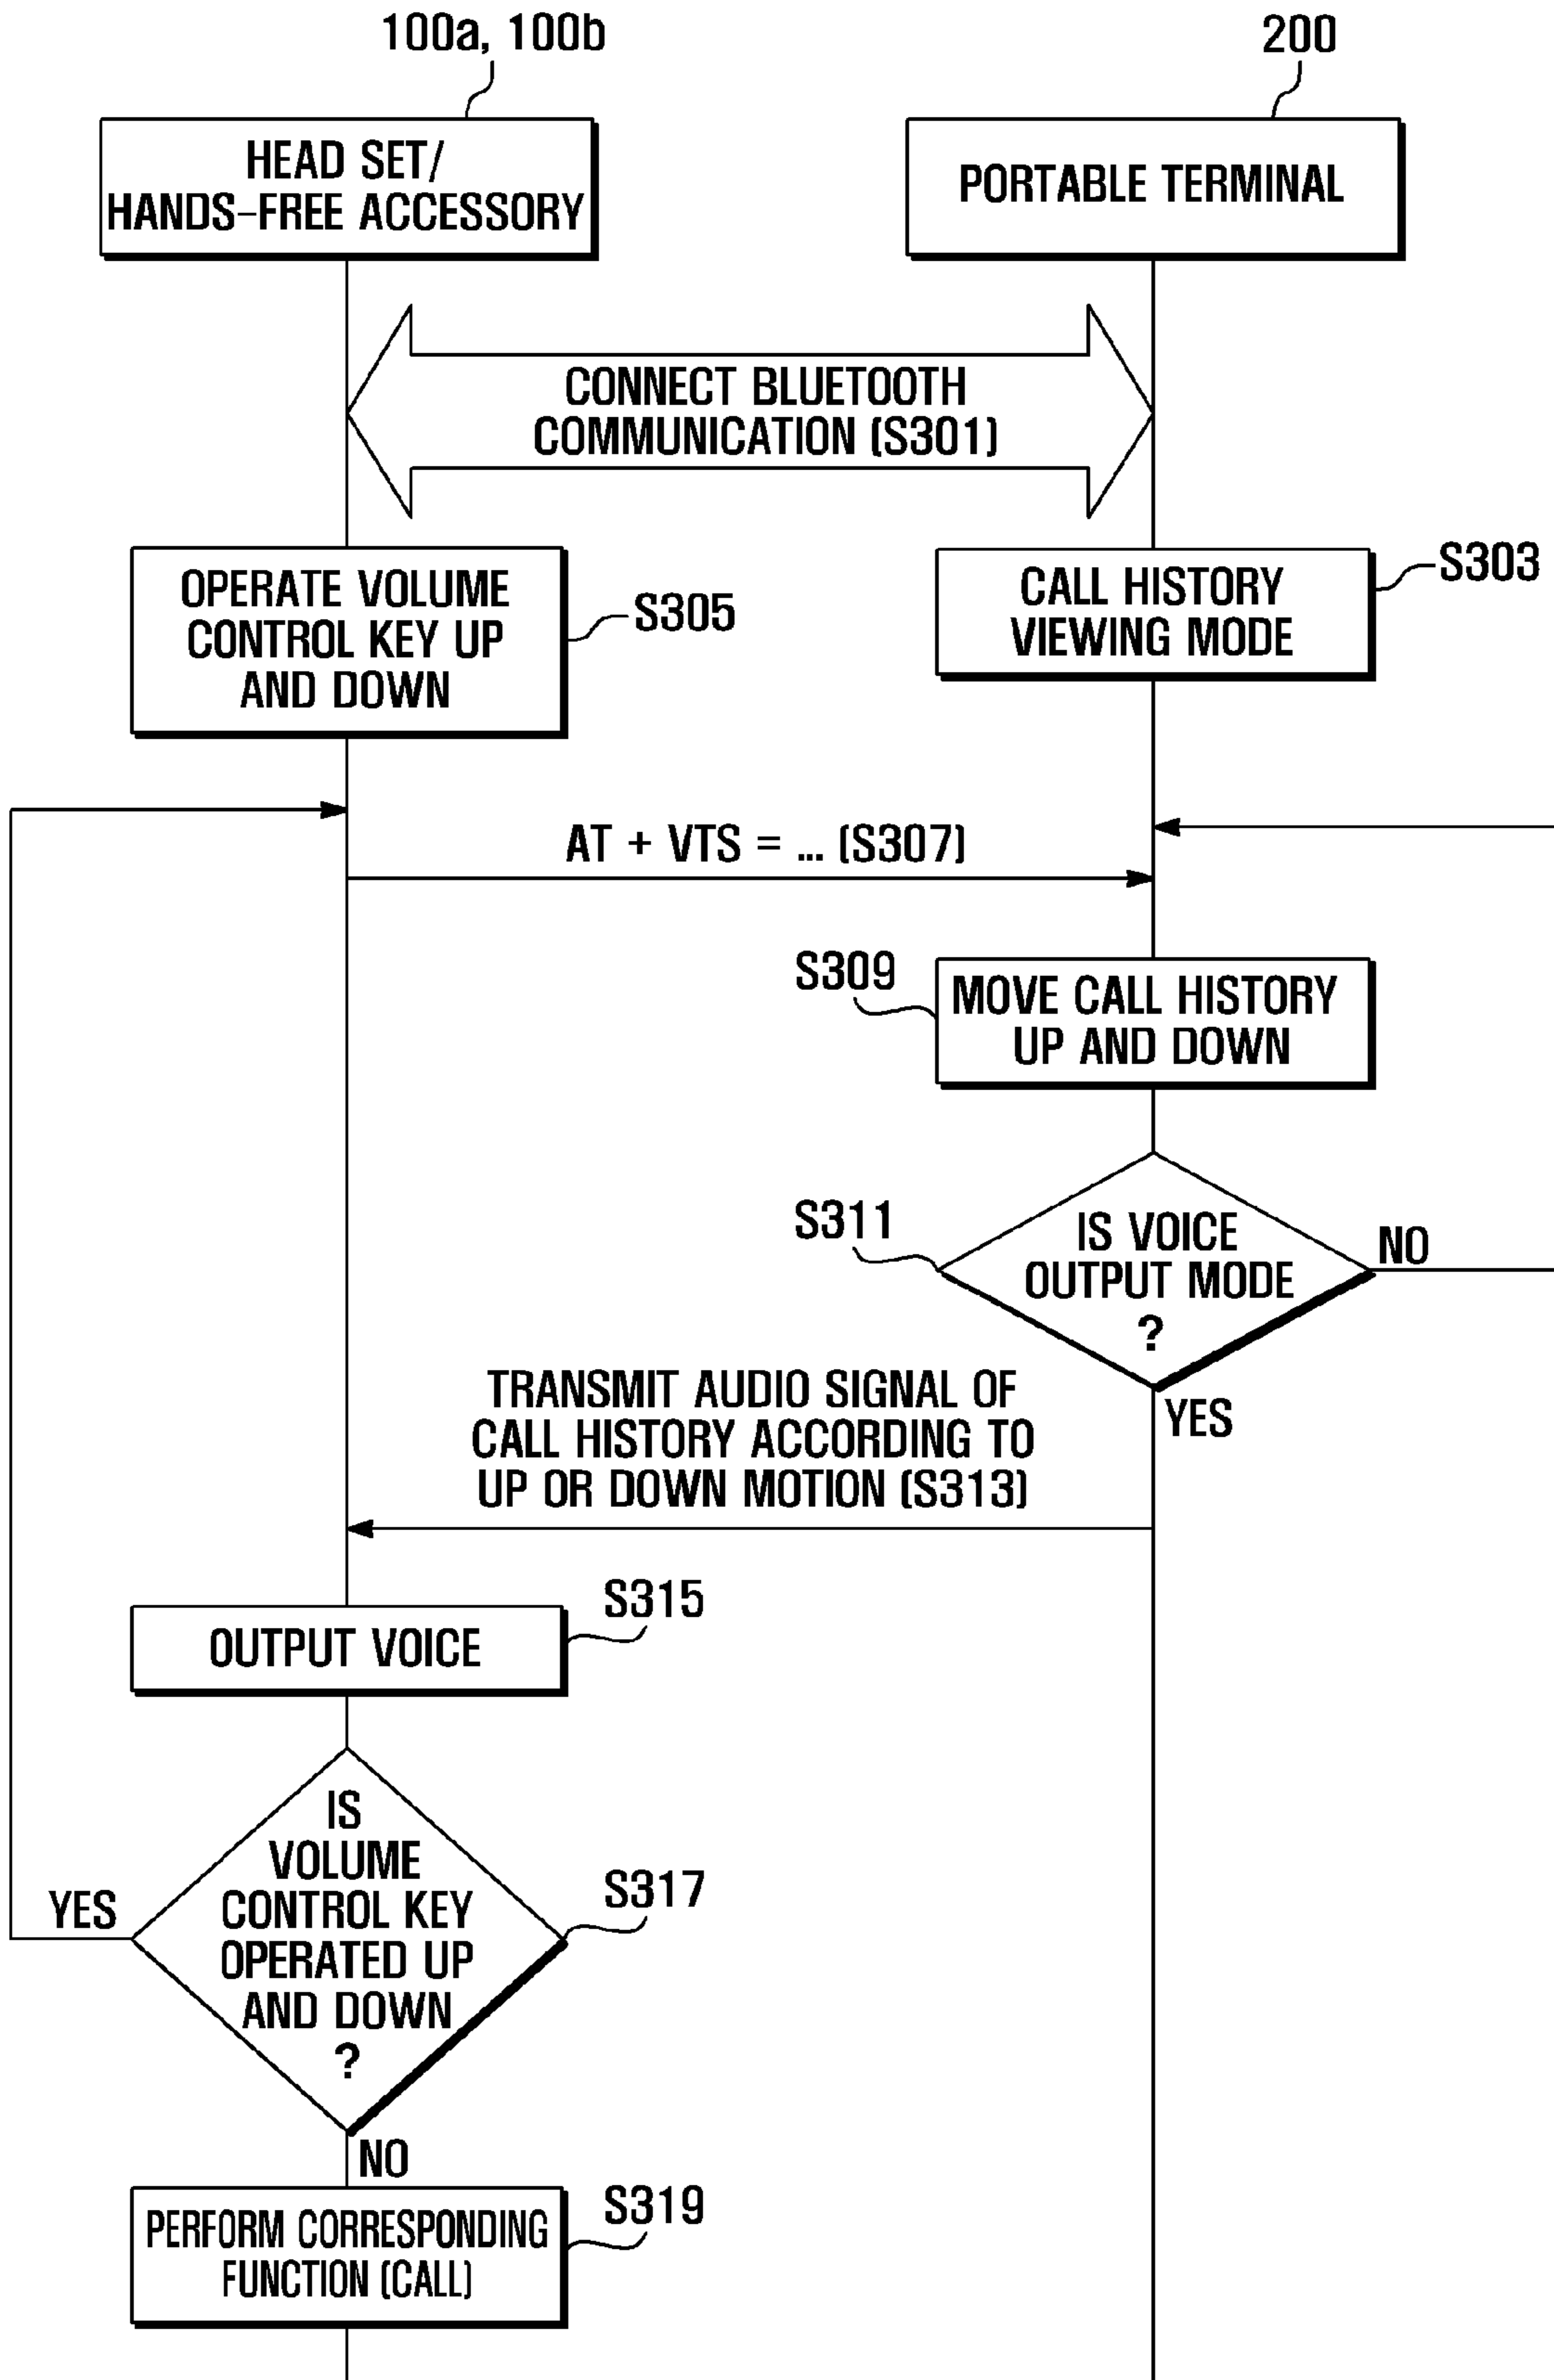 100a, 100b
200
HEAD SET/
HANDS-FREE ACCESSORY
PORTABLE TERMINAL
CONNECT BLUETOOTH
COMMUNICATION (S301)
OPERATE VOLUME
CONTROL KEY UP
AND DOWN
S305
CALL HISTORY
VIEWING MODE
S303
AT + VTS = ... (S307)
S309
MOVE CALL HISTORY
UP AND DOWN
S311
IS VOICE
OUTPUT MODE
?
NO
YES
TRANSMIT AUDIO SIGNAL OF
CALL HISTORY ACCORDING TO
UP OR DOWN MOTION (S313)
S315
OUTPUT VOICE
IS
VOLUME
CONTROL KEY
OPERATED UP
AND DOWN
?
YES
S317
NO
S319
PERFORM CORRESPONDING
FUNCTION (CALL)